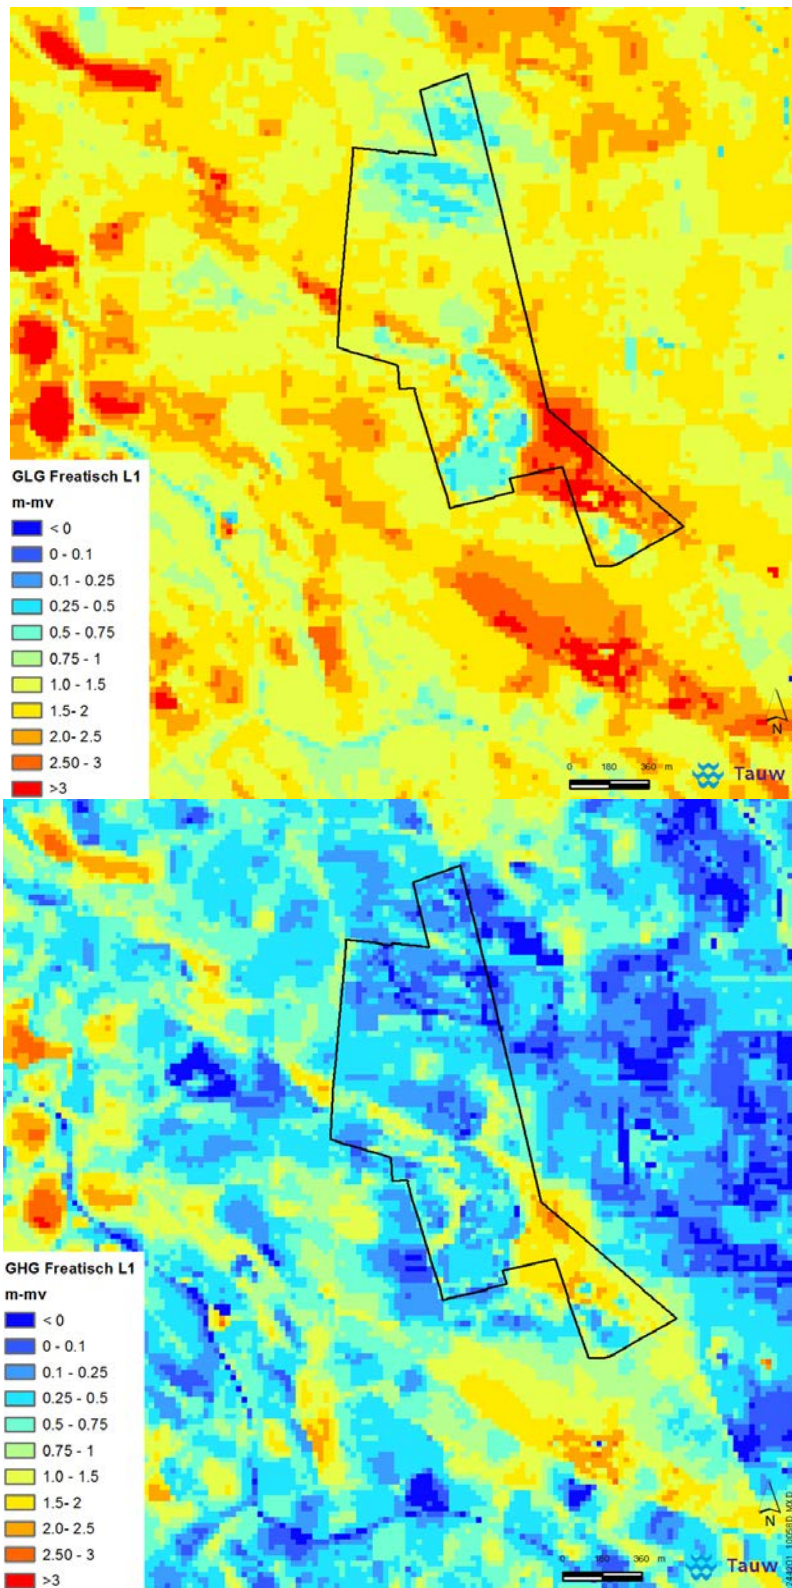 GLG Freatisch L1
m-mv
< 0
0 - 0.1
0.1 - 0.25
0.25 - 0.5
0.5 - 0.75
0.75 - 1
1.0 - 1.5
1.5- 2
2.0- 2.5
2.50 - 3
>3
N
0 180 360 m
Tauw
GHG Freatisch L1
m-mv
< 0
0 - 0.1
0.1 - 0.25
0.25 - 0.5
0.5 - 0.75
0.75 - 1
1.0 - 1.5
1.5- 2
2.0- 2.5
2.50 - 3
>3
N
0 180 360 m
Tauw